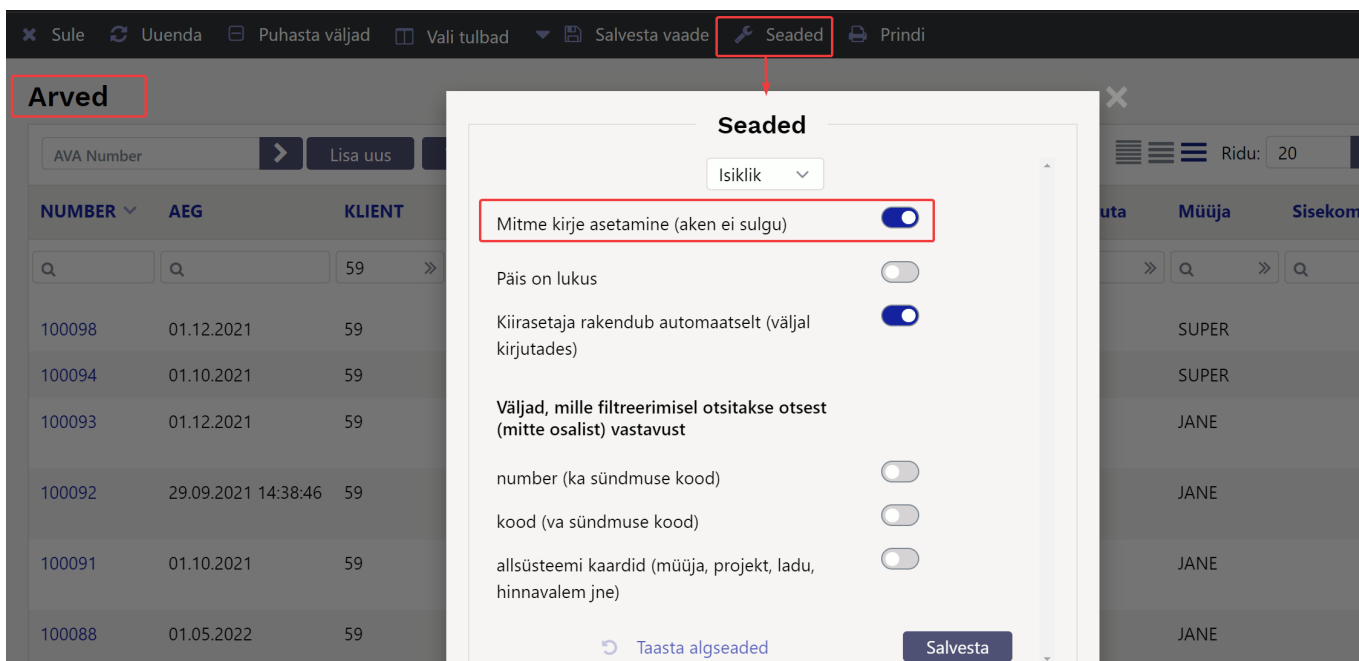 Sule Uuenda Puhasta väljad Vali tulbad Salvesta vaade Seaded Prindi
Arved
Seaded
AVA Number Lisa uus Ridu: 20
Isiklik
NUMBER AEG KLIENT Müüja
Mitme kirje asetamine (aken ei sulgu)
59
Päis on lukus
100098 01.12.2021 59 SUPER
Kiirasetaja rakendub automaatselt (väljal
kirjutades)
100094 01.10.2021 59 SUPER
100093 01.12.2021 59 JANE
Väljad, mille filtreerimisel otsitakse otsest
(mitte osalist) vastavust
number (ka sündmuse kood)
100092 29.09.2021 14:38:46 59 JANE
kood (va sündmuse kood)
100091 01.10.2021 59 JANE
allsüsteemi kaardid (müüja, projekt, ladu,
hinnavalem jne)
100088 01.05.2022 59 JANE
Taasta algseaded Salvesta